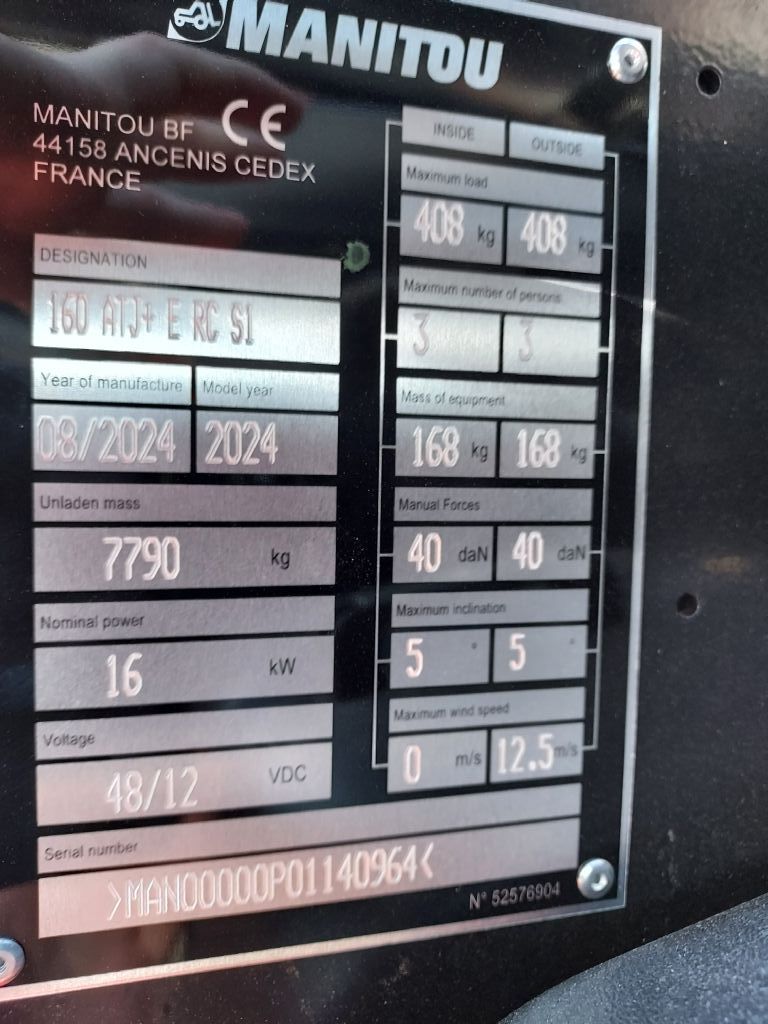 MANITOU
MANITOU BF CE
44158 ANCENIS CEDEX
FRANCE
DESIGNATION
160 ATJ+ E RC S1
Year of manufacture Model year
08/2024 2024
Unladen mass
7790 kg
Nominal power
16 kW
Voltage
48/12 VDC
INSIDE OUTSIDE
Maximum load
408 kg 408 kg
Maximum number of persons
3 3
Mass of equipment
168 kg 168 kg
Manual Forces
40 daN 40 daN
Maximum inclination
5 ° 5 °
Maximum wind speed
0 m/s 12.5 m/s
Serial number
>MAN00000P01140964<
N° 52576904